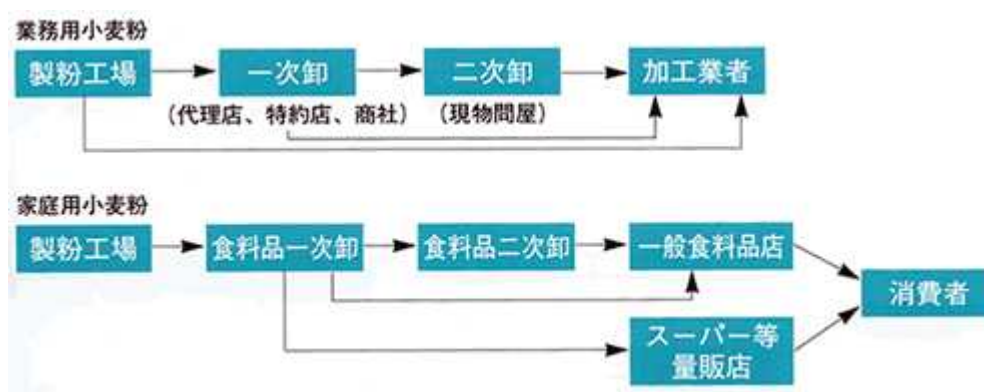 業務用小麦粉
製粉工場
一次卸
二次卸
加工業者
(代理店、特約店、商社)
(現物問屋)
家庭用小麦粉
製粉工場
食料品一次卸
食料品二次卸
一般食料品店
消費者
スーパー等
量販店